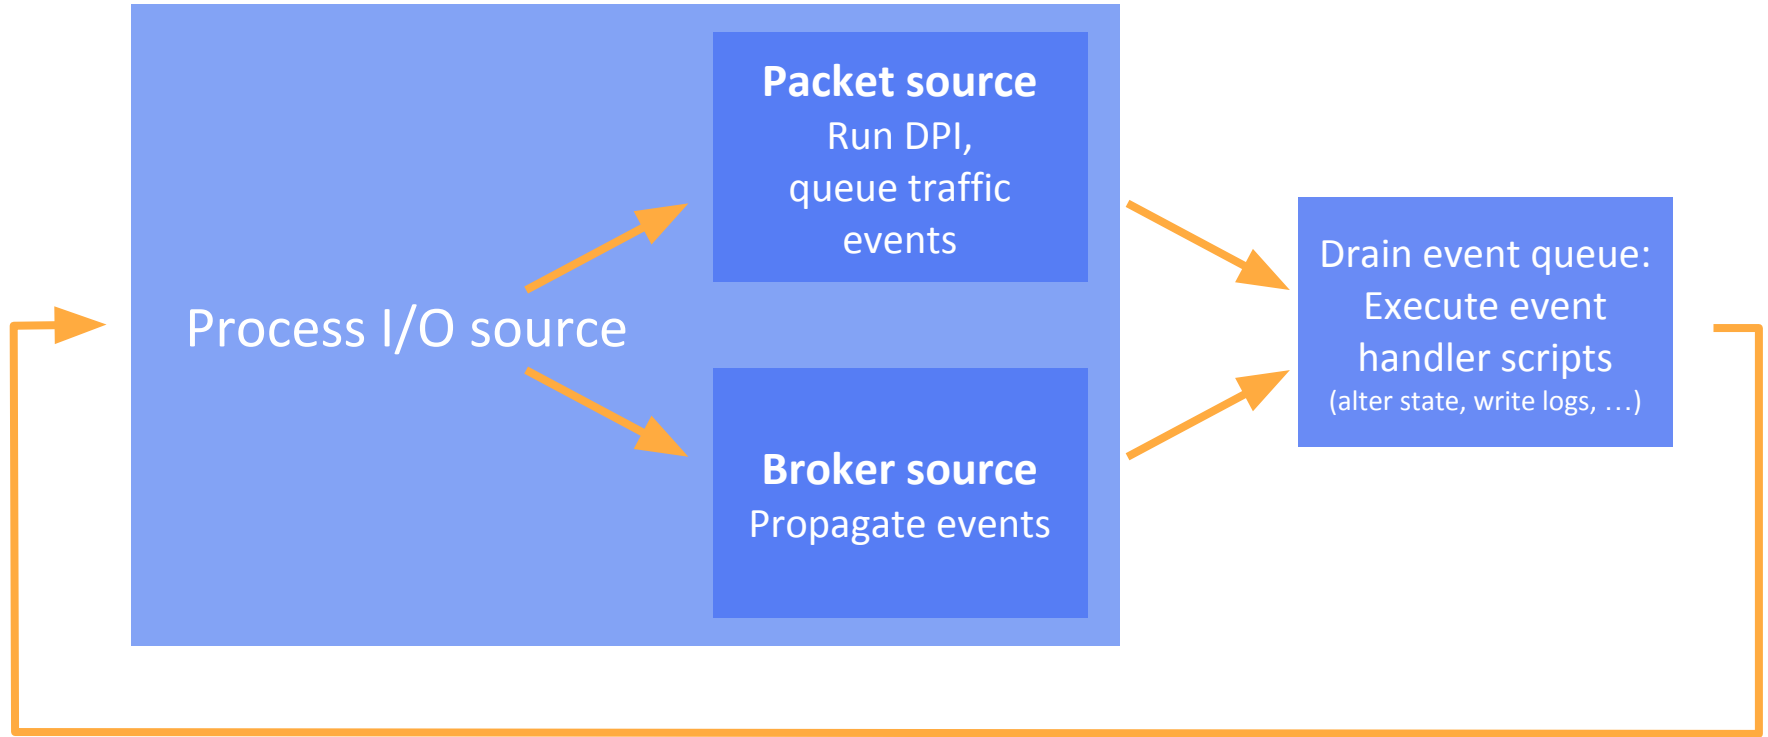 Process I/O source
Packet source
Run DPI,
queue traffic
events
Broker source
Propagate events
Drain event queue:
Execute event
handler scripts
(alter state, write logs, …)